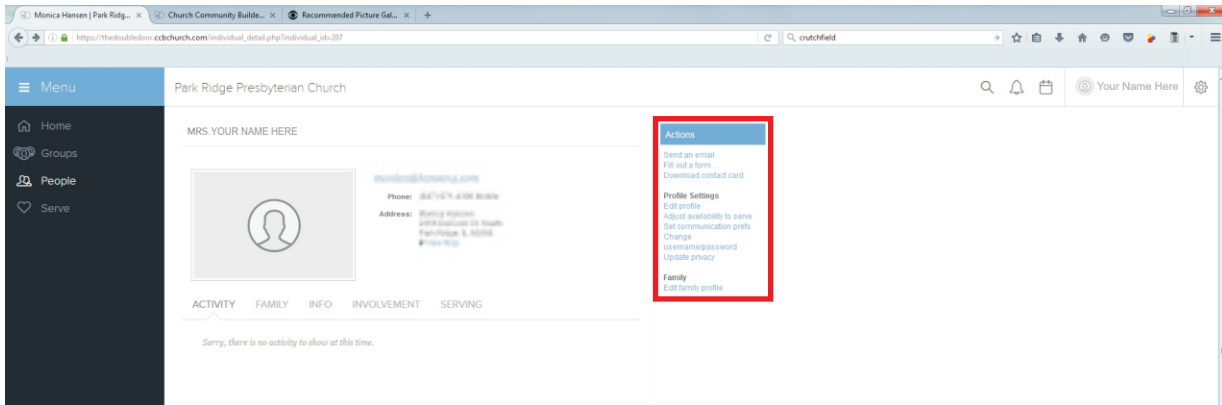 Monica Hansen | Park Ridg... × Church Community Builde... × Recommended Picture Gal... × +
https://thedoubledoor.ccbchurch.com/individual_detail.php?individual_id=207 crutchfield
Menu Park Ridge Presbyterian Church Your Name Here
Home
Groups
People
Serve
MRS. YOUR NAME HERE
Phone:
Address:
ACTIVITY FAMILY INFO INVOLVEMENT SERVING
Sorry, there is no activity to show at this time.
Actions
Send an email
Fill out a form...
Download contact card
Profile Settings
Edit profile
Adjust availability to serve
Set communication prefs
Change
username/password
Update privacy
Family
Edit family profile